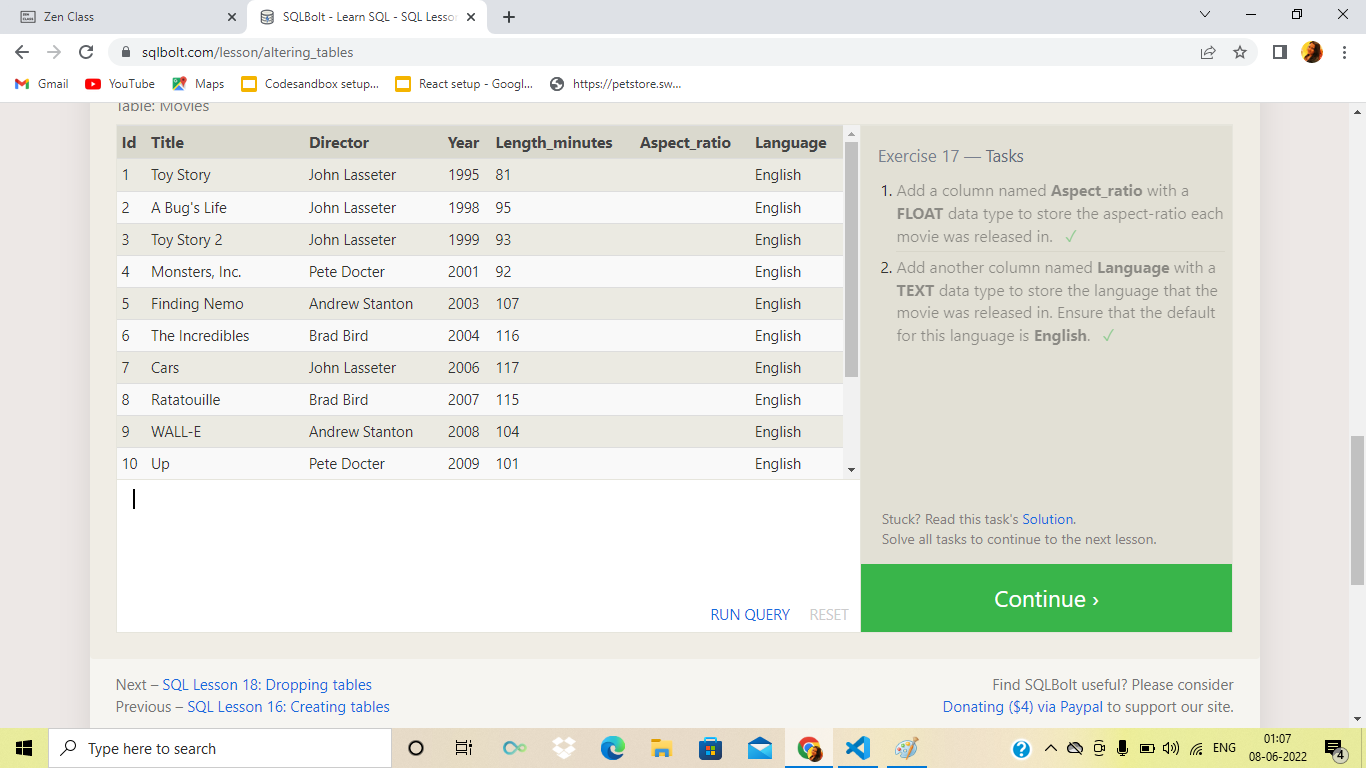 Zen Class
SQLBolt - Learn SQL - SQL Lesso
sqlbolt.com/lesson/altering_tables
Gmail YouTube Maps Codesandbox setup... React setup - Googl... https://petstore.sw...
Table: Movies
Id Title Director Year Length_minutes Aspect_ratio Language
1 Toy Story John Lasseter 1995 81 English
2 A Bug's Life John Lasseter 1998 95 English
3 Toy Story 2 John Lasseter 1999 93 English
4 Monsters, Inc. Pete Docter 2001 92 English
5 Finding Nemo Andrew Stanton 2003 107 English
6 The Incredibles Brad Bird 2004 116 English
7 Cars John Lasseter 2006 117 English
8 Ratatouille Brad Bird 2007 115 English
9 WALL-E Andrew Stanton 2008 104 English
10 Up Pete Docter 2009 101 English
RUN QUERY RESET
Exercise 17 — Tasks
1. Add a column named Aspect_ratio with a
FLOAT data type to store the aspect-ratio each
movie was released in. ✓
2. Add another column named Language with a
TEXT data type to store the language that the
movie was released in. Ensure that the default
for this language is English. ✓
Stuck? Read this task's Solution.
Solve all tasks to continue to the next lesson.
Continue ›
Next – SQL Lesson 18: Dropping tables
Previous – SQL Lesson 16: Creating tables
Find SQLBolt useful? Please consider
Donating ($4) via Paypal to support our site.
Type here to search
ENG
01:07
08-06-2022
4